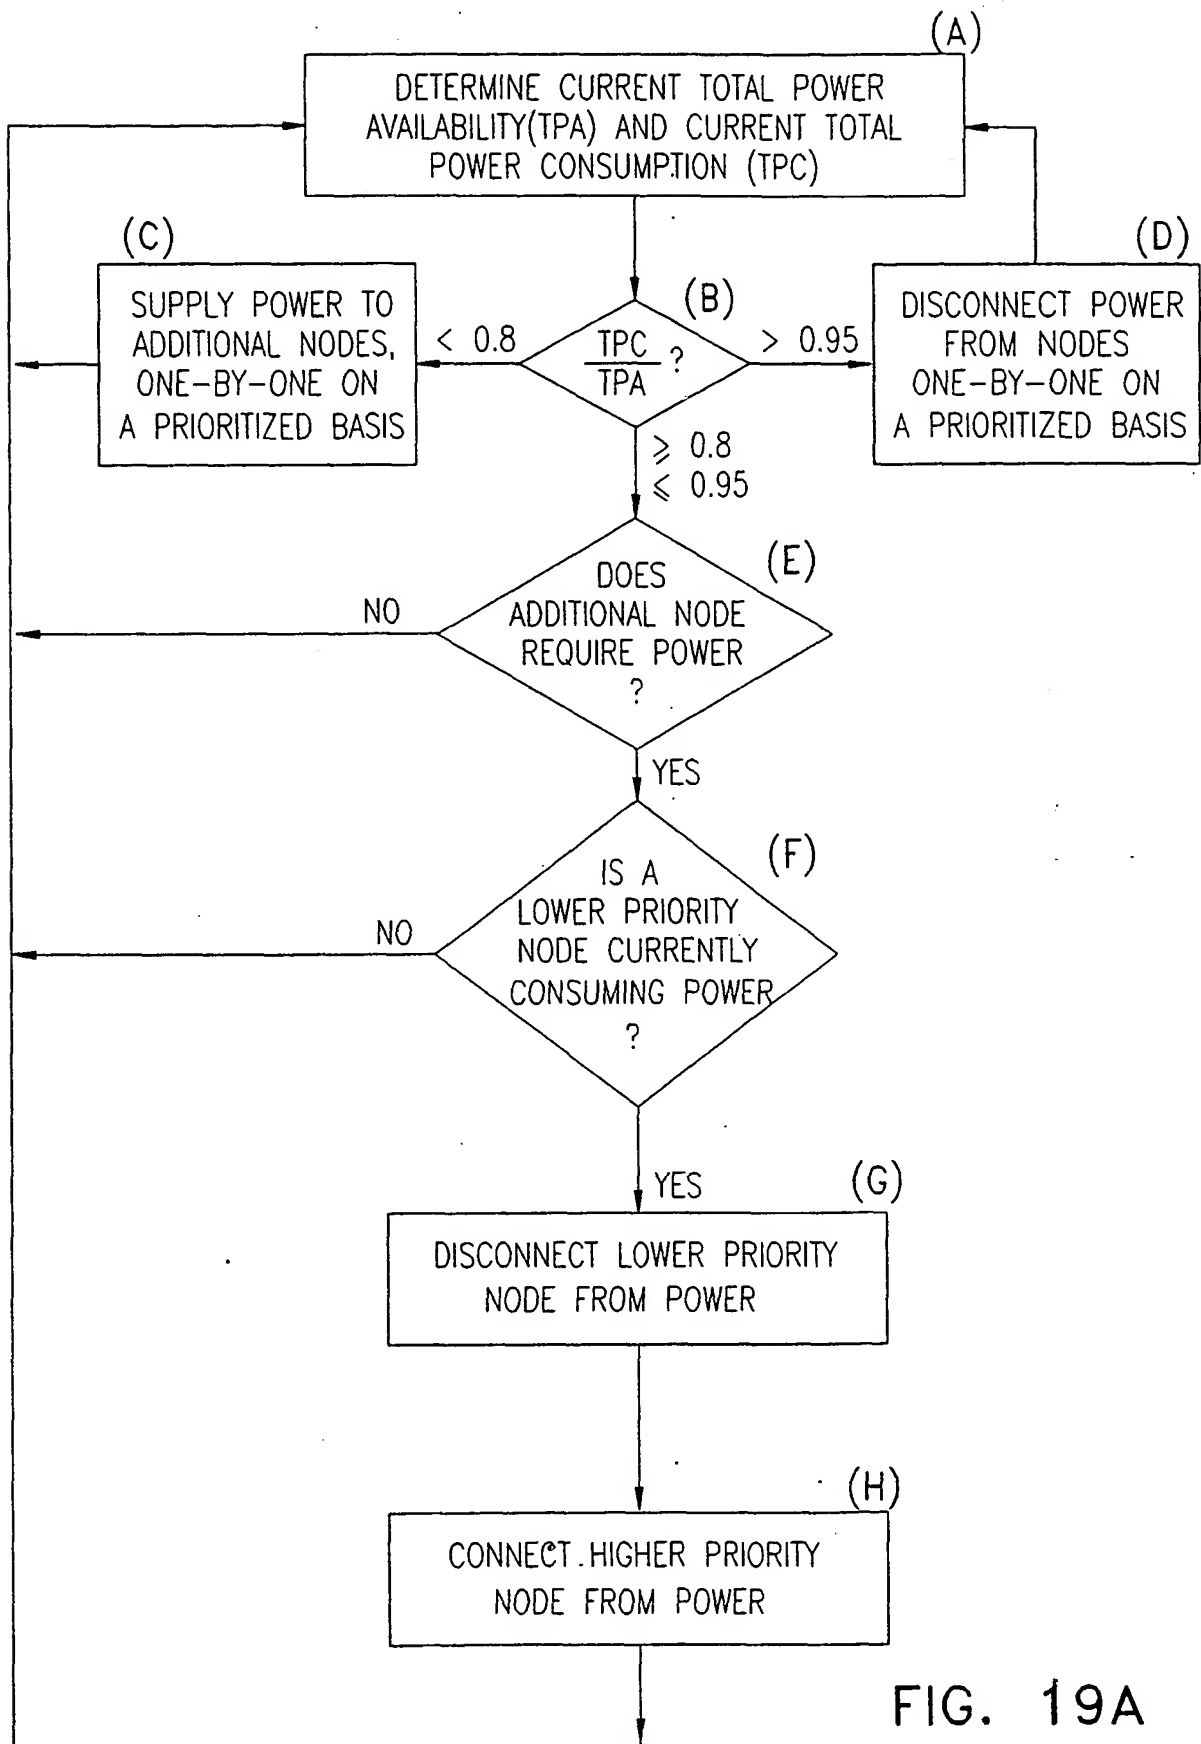 (A)
DETERMINE CURRENT TOTAL POWER
AVAILABILITY(TPA) AND CURRENT TOTAL
POWER CONSUMPTION (TPC)
(C)
SUPPLY POWER TO
ADDITIONAL NODES,
ONE-BY-ONE ON
A PRIORITIZED BASIS
< 0.8
(B)
TPC
TPA
?
> 0.95
(D)
DISCONNECT POWER
FROM NODES
ONE-BY-ONE ON
A PRIORITIZED BASIS
≥ 0.8
≤ 0.95
(E)
DOES
ADDITIONAL NODE
REQUIRE POWER
?
NO
YES
(F)
IS A
LOWER PRIORITY
NODE CURRENTLY
CONSUMING POWER
?
NO
YES
(G)
DISCONNECT LOWER PRIORITY
NODE FROM POWER
(H)
CONNECT HIGHER PRIORITY
NODE FROM POWER
FIG. 19A